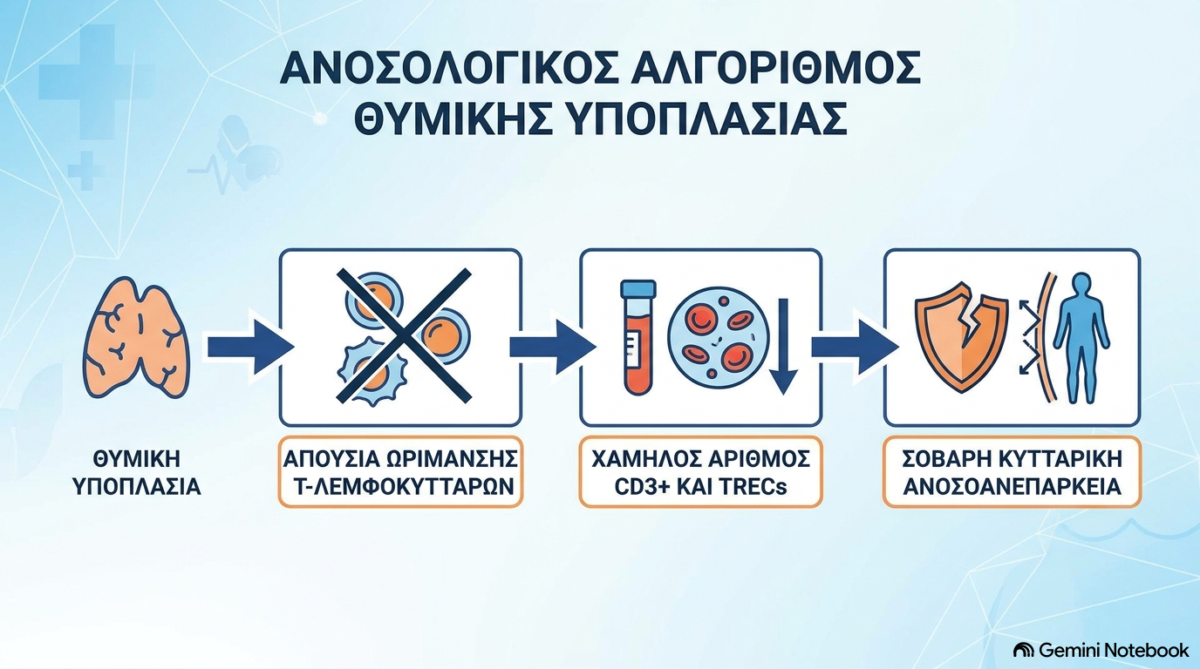 ΑΝΟΣΟΛΟΓΙΚΟΣ ΑΛΓΟΡΙΘΜΟΣ
ΘΥΜΙΚΗΣ ΥΠΟΠΛΑΣΙΑΣ
ΘΥΜΙΚΗ
ΥΠΟΠΛΑΣΙΑ
ΑΠΟΥΣΙΑ ΩΡΙΜΑΝΣΗΣ
Τ-ΛΕΜΦΟΚΥΤΤΑΡΩΝ
ΧΑΜΗΛΟΣ ΑΡΙΘΜΟΣ
CD3+ ΚΑΙ TRECs
ΣΟΒΑΡΗ ΚΥΤΤΑΡΙΚΗ
ΑΝΟΣΟΑΝΕΠΑΡΚΕΙΑ
Gemini Notebook